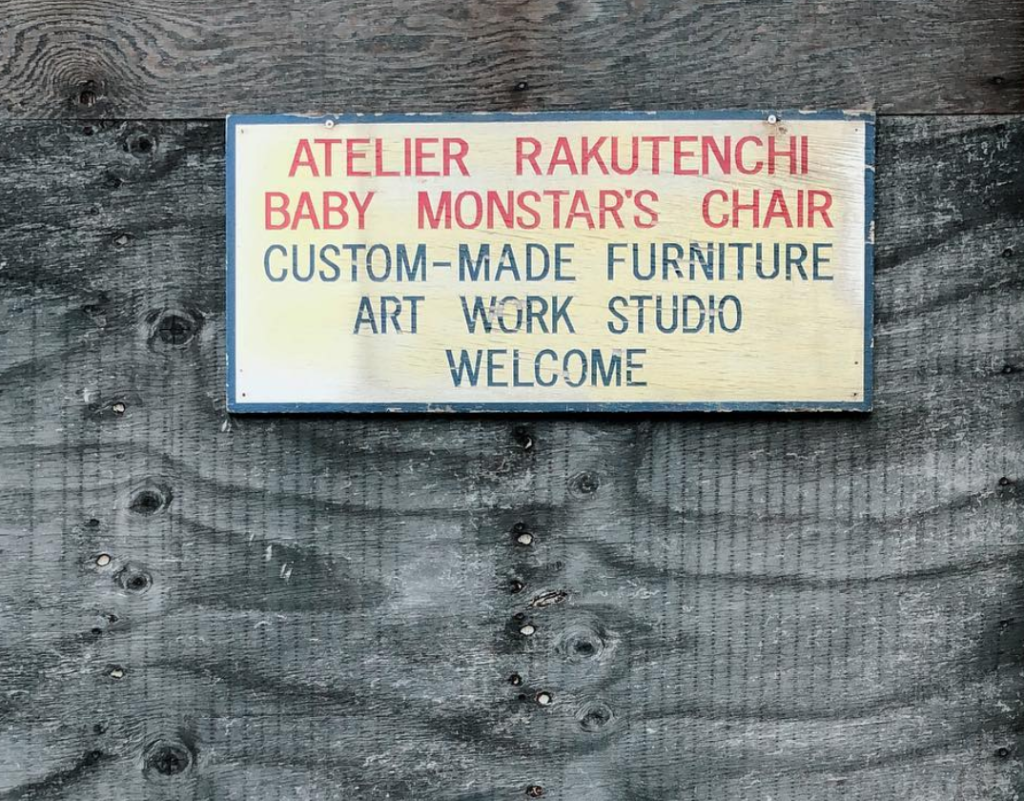 ATELIER RAKUTENCHI
BABY MONSTAR'S CHAIR
CUSTOM-MADE FURNITURE
ART WORK STUDIO
WELCOME